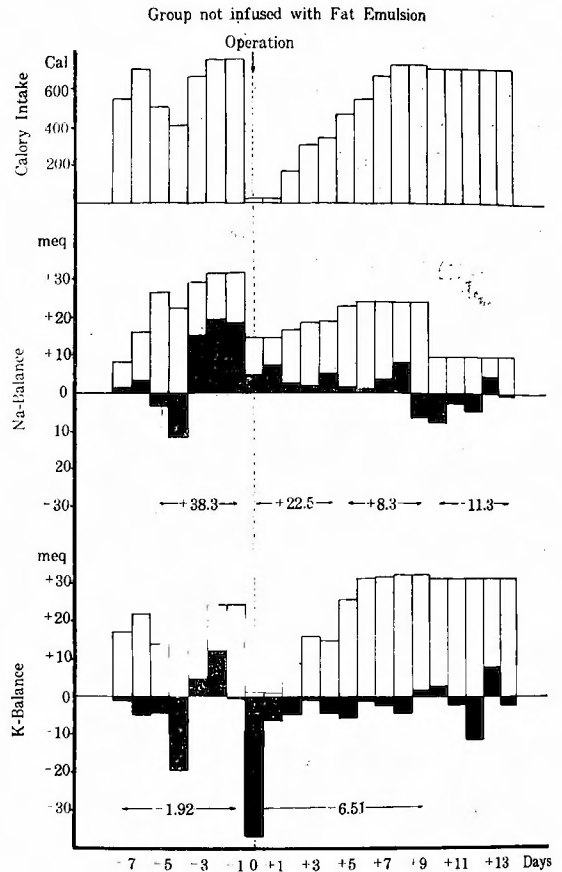 Group not infused with Fat Emulsion
Operation
Cal
600
400
200
Calory Intake
meq
+30
+20
+10
0
10
20
-30
Na-Balance
+38.3
+22.5
+8.3
-11.3
meq
+30
+20
+10
0
-10
-20
-30
K-Balance
-1.92
6.51
-7 -5 -3 -1 0 +1 +3 +5 +7 +9 +11 +13 Days